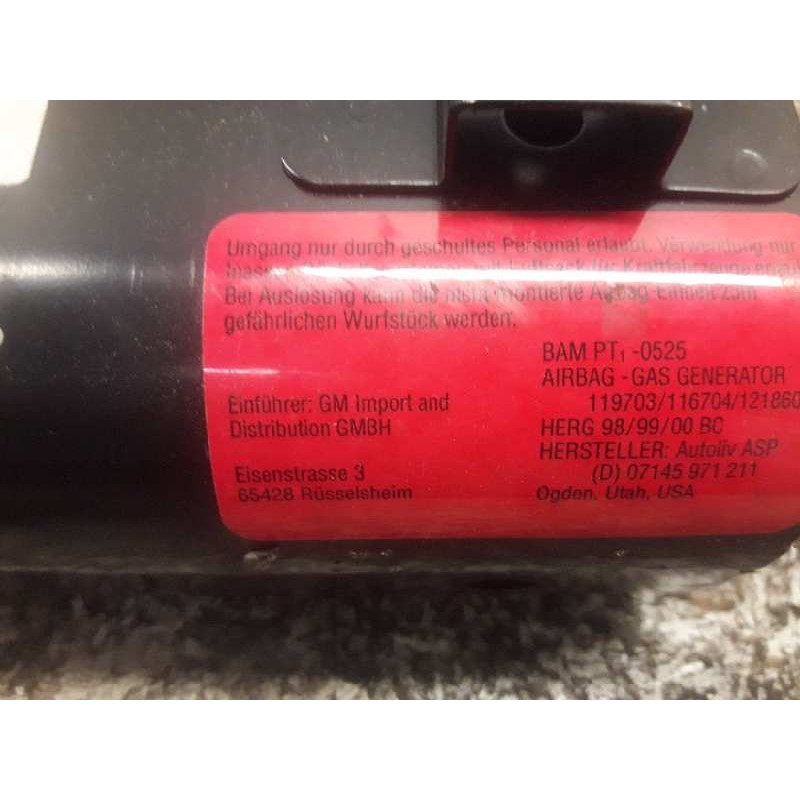 Umgang nur durch geschultes Personal erlaubt. Verwendung nur
für Kraftfahrzeuge
Bei Auslösung kann die nicht montierte Airbag-Einheit zum
gefährlichen Wurfstück werden.
BAM PT₁ -0525
AIRBAG - GAS GENERATOR
119703/116704/121860
HERG 98/99/00 BC
HERSTELLER: Autoliv ASP
(D) 07145 971 211
Ogden, Utah, USA
Einführer: GM Import and
Distribution GMBH
Eisenstrasse 3
65428 Rüsselsheim